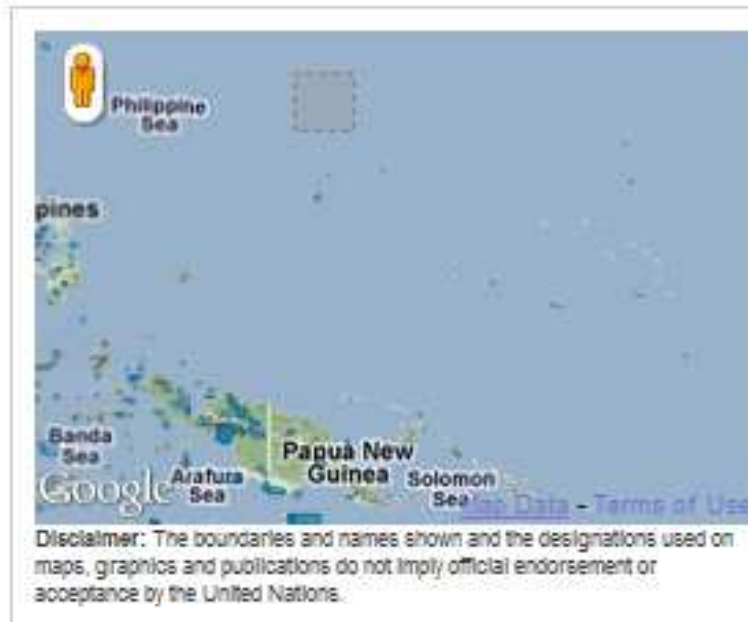 Philippine
Sea
pines
Banda
Sea
Arafura
Sea
Papua New
Guinea
Solomon
Sea
Google
Map Data - Terms of Use
Disclaimer: The boundaries and names shown and the designations used on
maps, graphics and publications do not imply official endorsement or
acceptance by the United Nations.